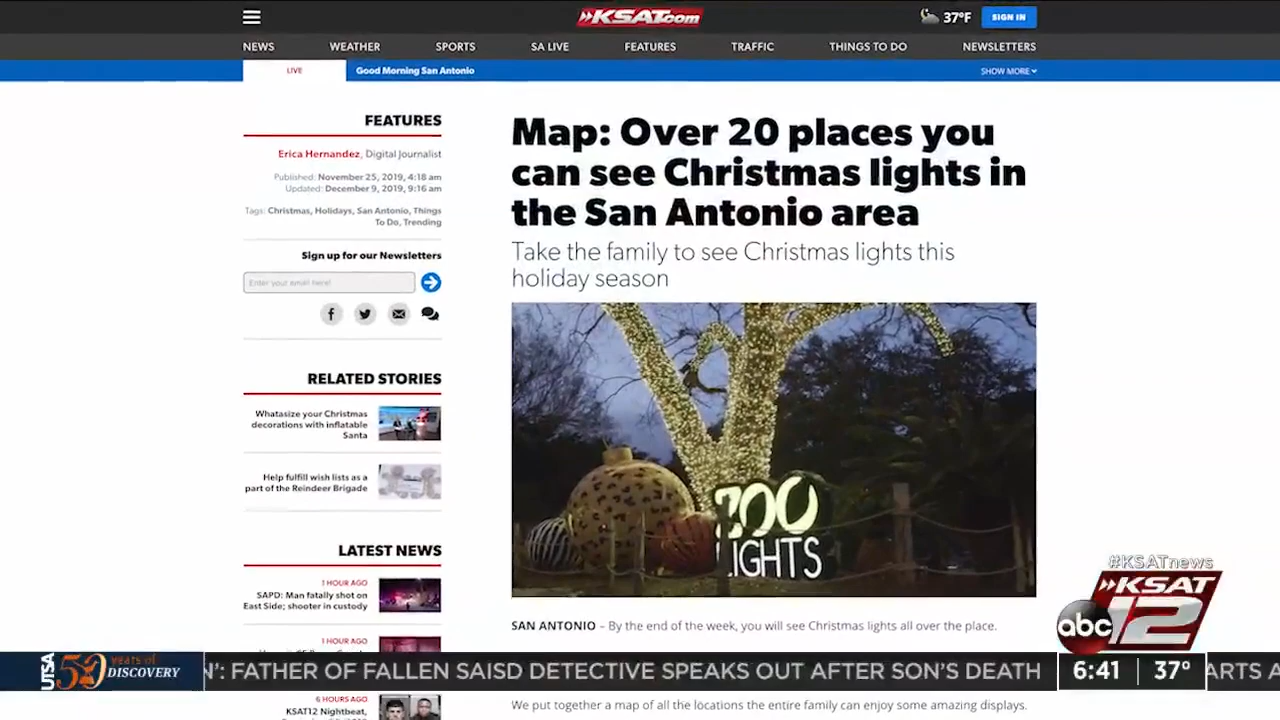 KSAT.com
37°F
SIGN IN
NEWS
WEATHER
SPORTS
SA LIVE
FEATURES
TRAFFIC
THINGS TO DO
NEWSLETTERS
LIVE
Good Morning San Antonio
SHOW MORE
FEATURES
Erica Hernandez, Digital Journalist
Published: November 25, 2019, 4:18 am
Updated: December 9, 2019, 9:16 am
Tags: Christmas, Holidays, San Antonio, Things
To Do, Trending
Sign up for our Newsletters
Enter your email here!
RELATED STORIES
Whatasize your Christmas
decorations with inflatable
Santa
Help fulfill wish lists as a
part of the Reindeer Brigade
LATEST NEWS
1 HOUR AGO
SAPD: Man fatally shot on
East Side; shooter in custody
1 HOUR AGO
6 HOURS AGO
KSAT12 Nightbeat,
Map: Over 20 places you
can see Christmas lights in
the San Antonio area
Take the family to see Christmas lights this
holiday season
ZOO
LIGHTS
SAN ANTONIO – By the end of the week, you will see Christmas lights all over the place.
We put together a map of all the locations the entire family can enjoy some amazing displays.
#KSATnews
KSAT
abc 12
UTSA 50 years of
DISCOVERY
N': FATHER OF FALLEN SAISD DETECTIVE SPEAKS OUT AFTER SON'S DEATH
6:41 37°
ARTS A